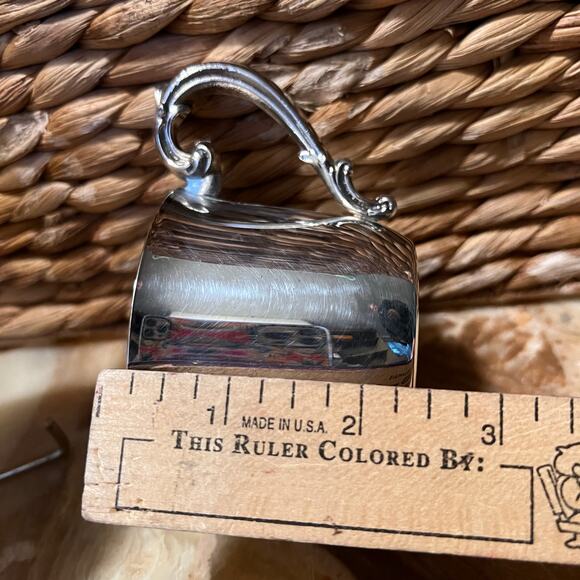 1 MADE IN U.S.A. 2 3
THIS RULER COLORED BY: